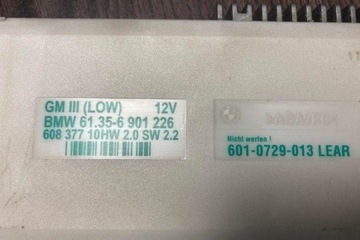 GM III (LOW) 12V
BMW 61.35-6 901 226
608 377 10HW 2.0 SW 2.2
Nicht werfen !
601-0729-013 LEAR